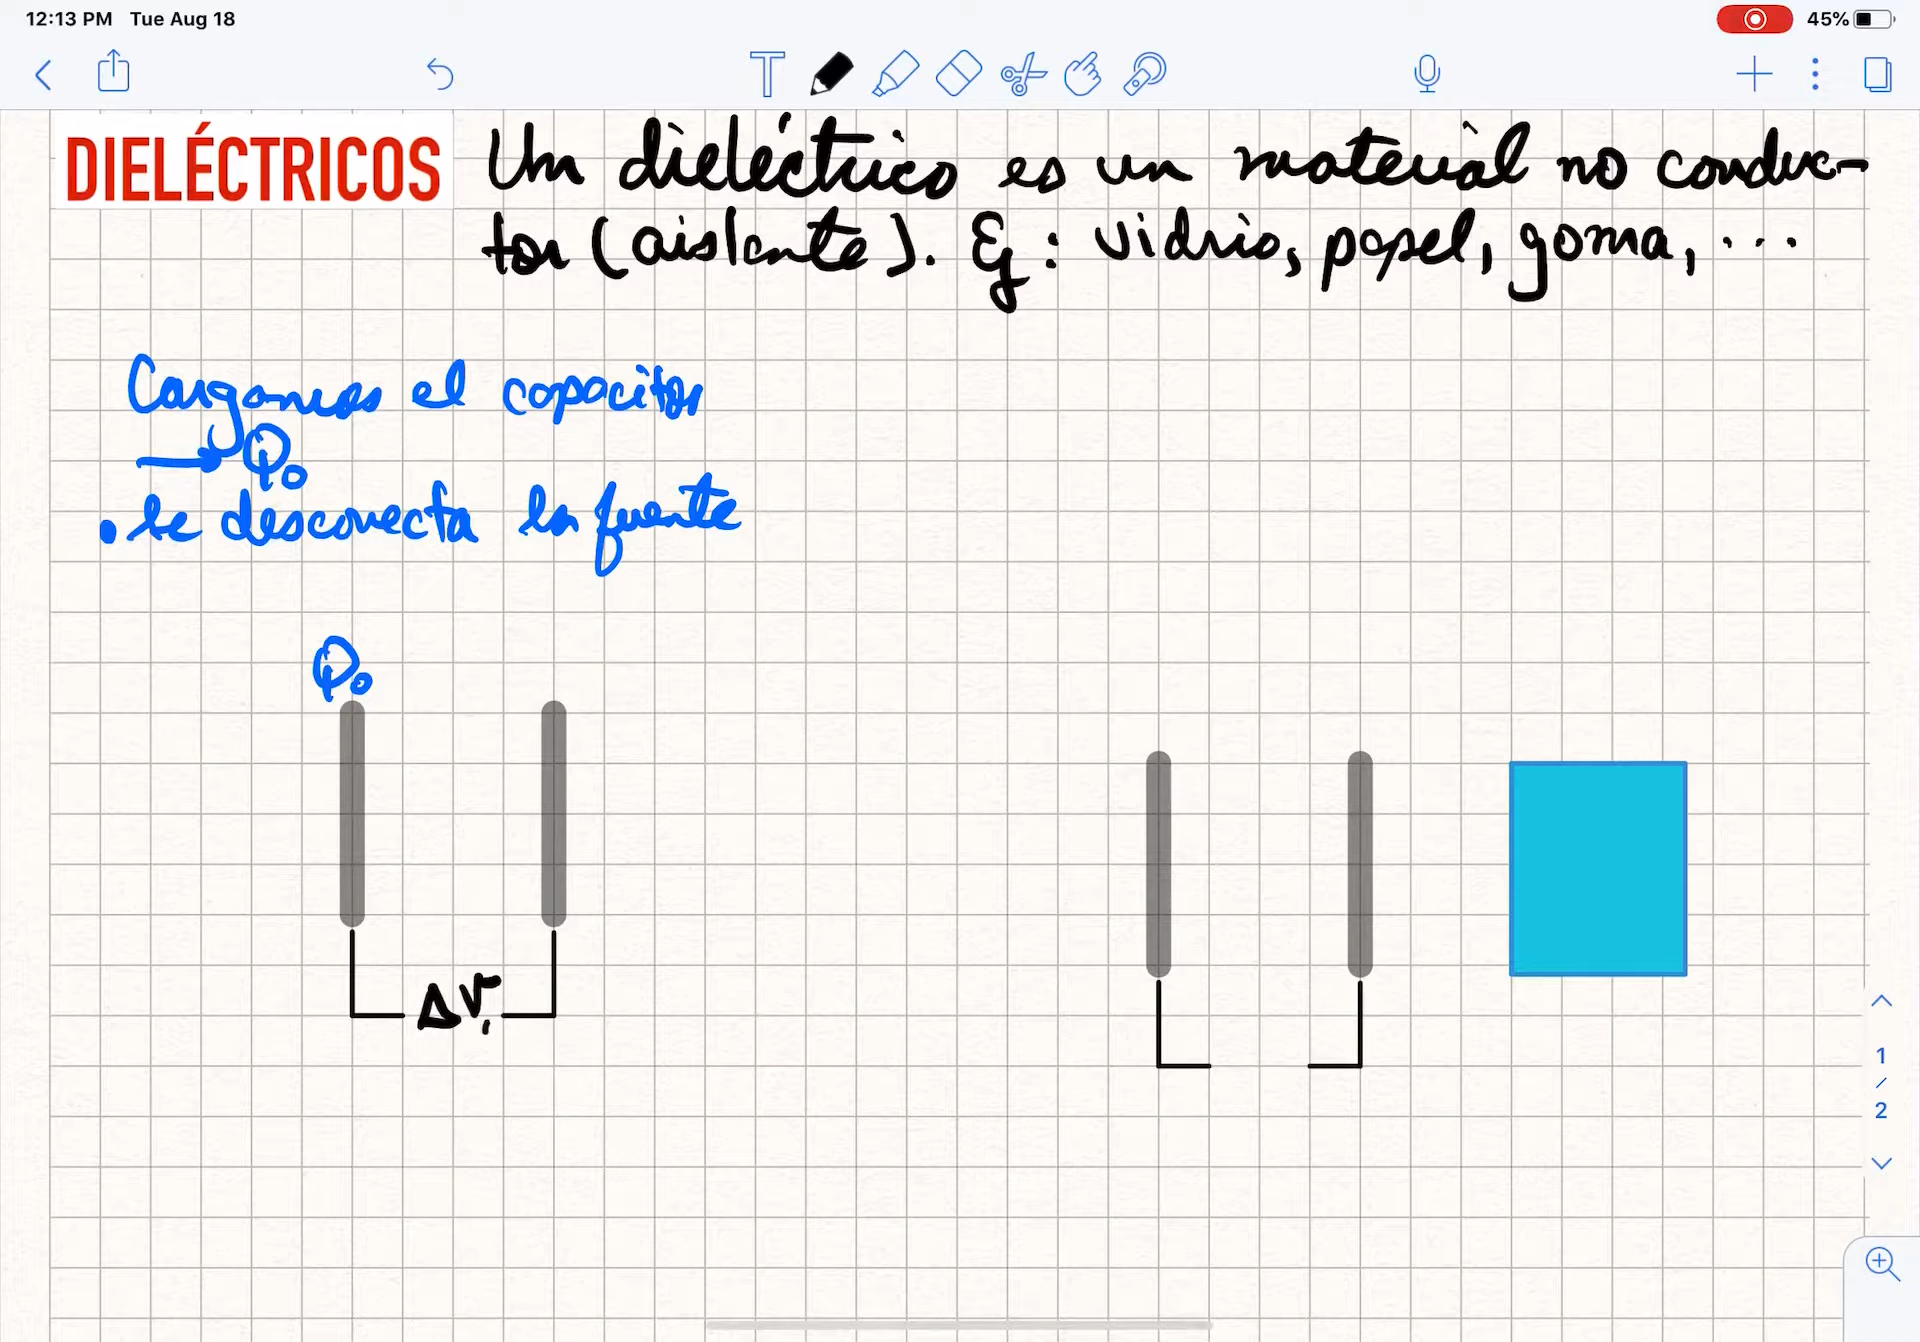 12:13 PM Tue Aug 18
45%
DIELÉCTRICOS
Un dieléctrico es un material no conduc-
tor (aislante). Ej: vidrio, papel, goma, ...
Cargamos el capacitor
→ Q₀
• se desconecta la fuente
Q₀
ΔV
1
/
2